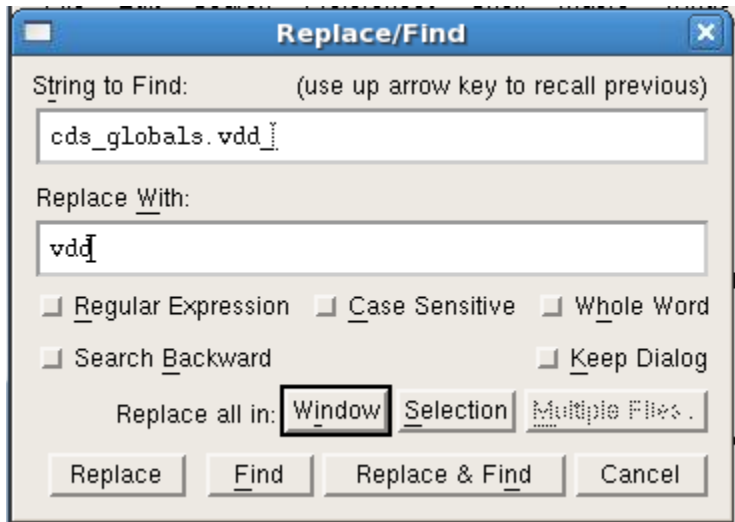 Replace/Find
String to Find: (use up arrow key to recall previous)
cds_globals.vdd_
Replace With:
vdd
Regular Expression Case Sensitive Whole Word
Search Backward Keep Dialog
Replace all in: Window Selection Multiple Files...
Replace Find Replace & Find Cancel